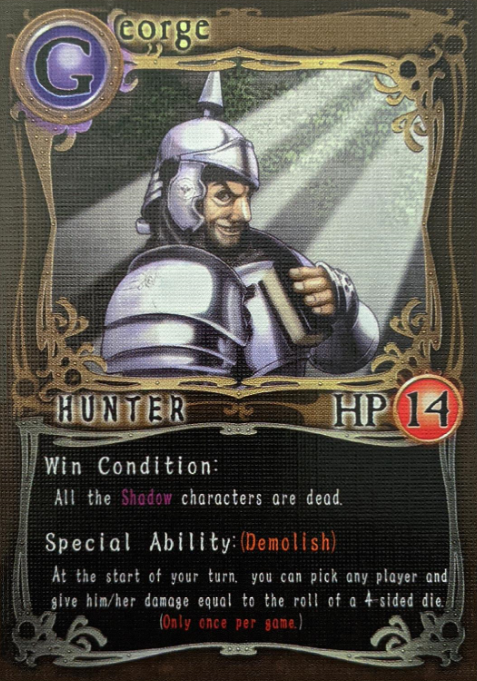 George
HUNTER HP 14
Win Condition:
All the Shadow characters are dead.
Special Ability:(Demolish)
At the start of your turn, you can pick any player and
give him/her damage equal to the roll of a 4 sided die.
(Only once per game.)